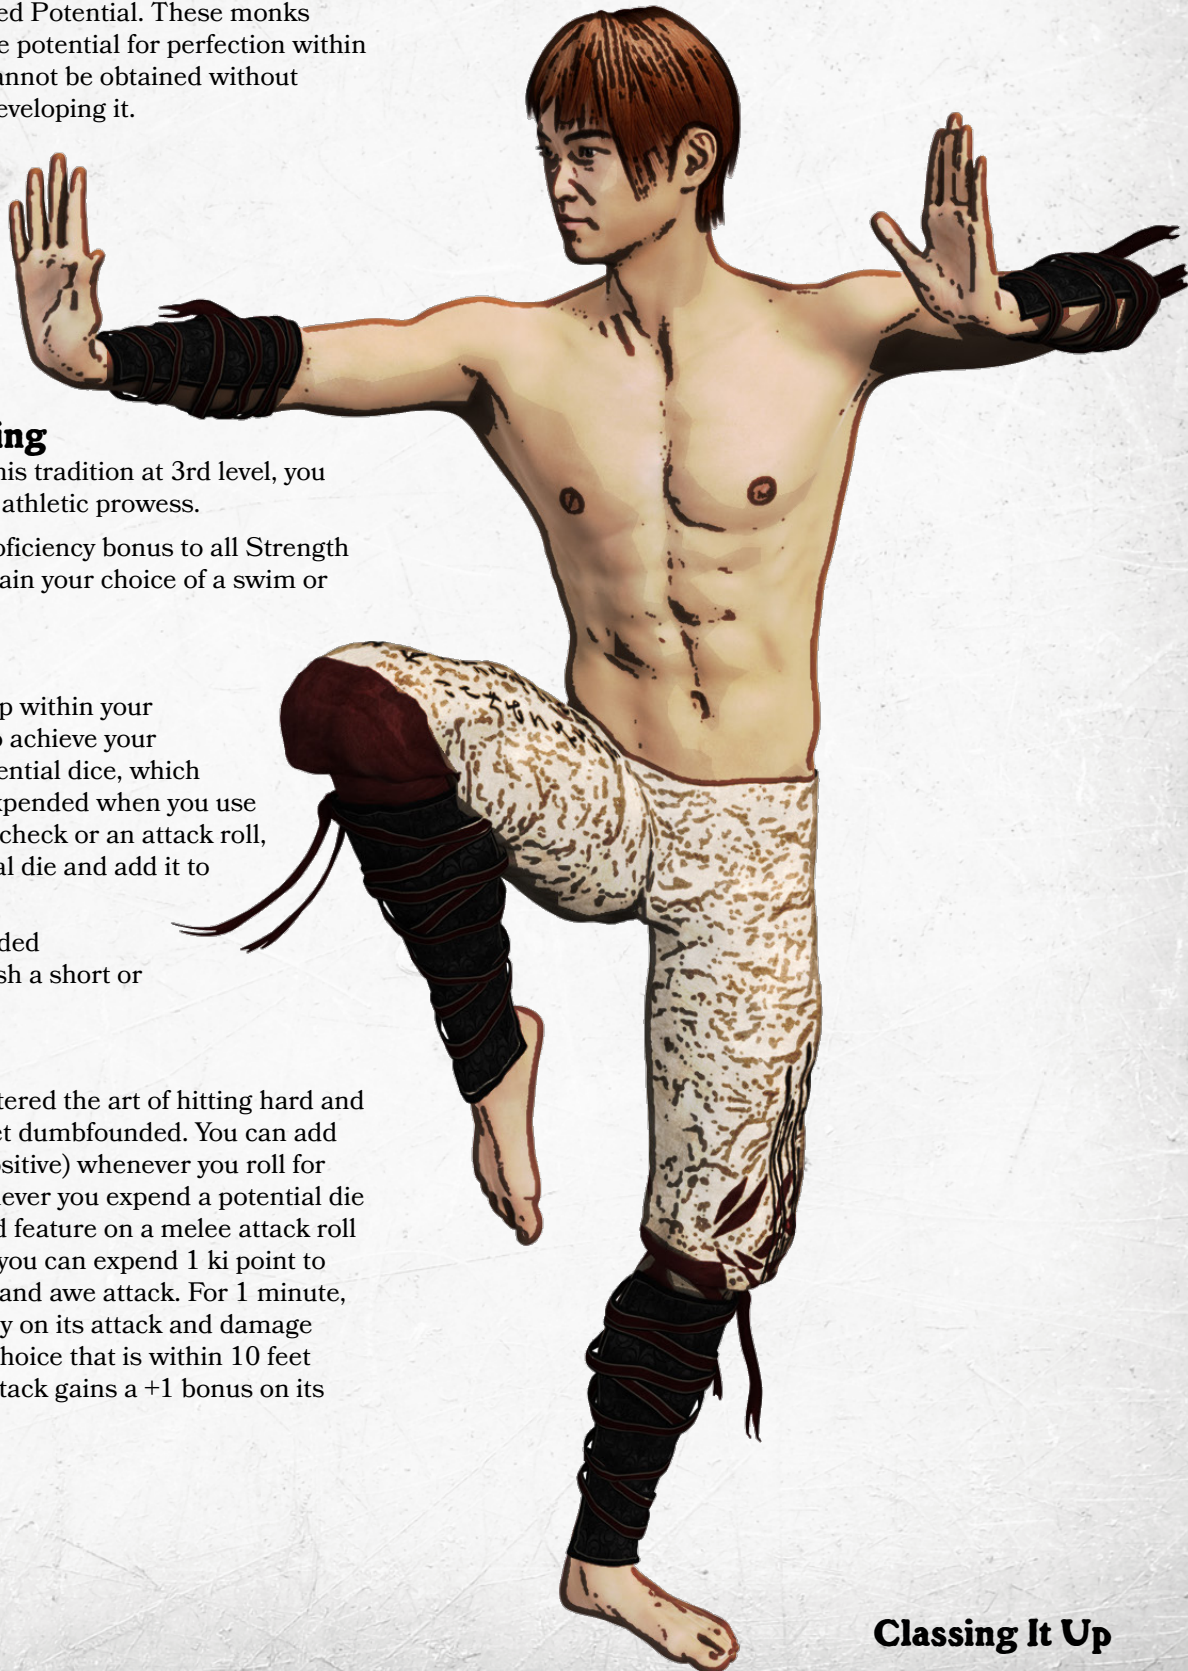 ed Potential. These monks
e potential for perfection within
annot be obtained without
eveloping it.
ing
his tradition at 3rd level, you
athletic prowess.
oficiency bonus to all Strength
ain your choice of a swim or
p within your
o achieve your
ential dice, which
xpended when you use
check or an attack roll,
al die and add it to
ded
sh a short or
tered the art of hitting hard and
et dumbfounded. You can add
ositive) whenever you roll for
never you expend a potential die
d feature on a melee attack roll
you can expend 1 ki point to
and awe attack. For 1 minute,
y on its attack and damage
hoice that is within 10 feet
ttack gains a +1 bonus on its
Classing It Up